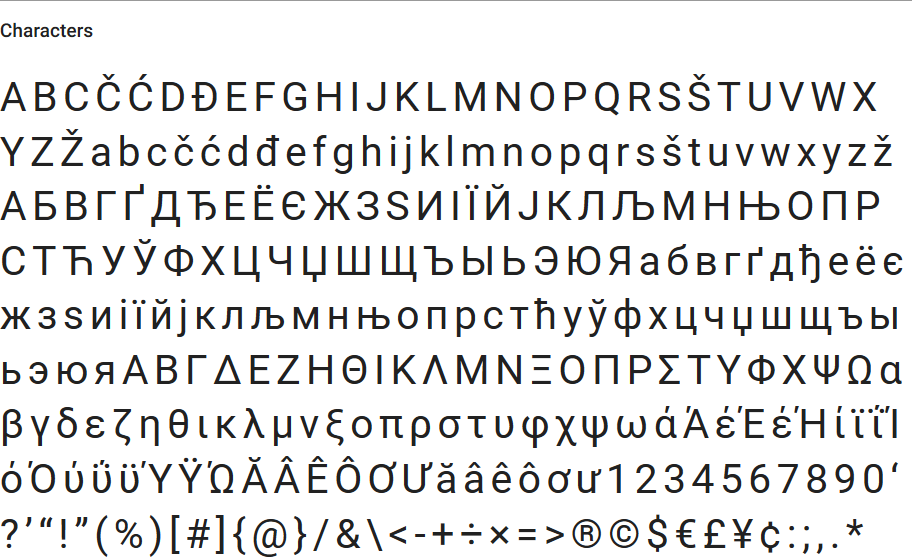 Characters
ABCČĆDĐEFGHIJKLMNOPQRSŠTUVWX
YZŽabcčćdđefghijklmnopqrsštuvwxyzž
АБВГҐДЂЕЁЄЖЗЅИІЇЙЈКЛЉМНЊОПР
СТЋУЎФХЦЧЏШЩЪЫЬЭЮЯабвгґдђеёє
жзѕиіїйјклљмнњопрстћуўфхцчџшщъы
ьэюяΑΒΓΔΕΖΗΘΙΚΛΜΝΞΟΠΡΣΤΥΦΧΨΩα
βγδεζηθικλμνξοπρστυφχψωάΆέΈέΉίϊΐΊ
όΌύΰϋΎΫΏĂÂÊÔƠƯăâêôơư1234567890‘
?’“!”(%)[#]{@}/&\<-+÷×=>®©$€£¥¢:;,.*